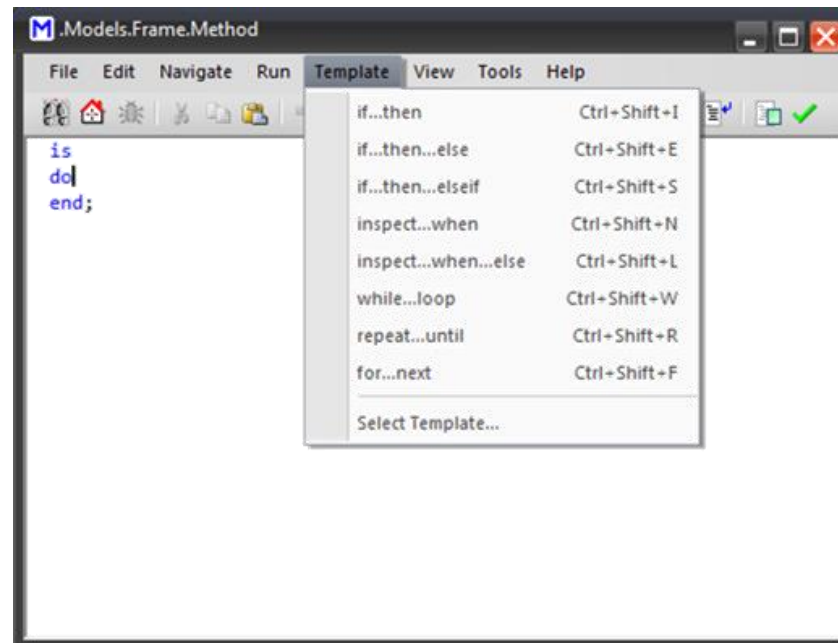 M .Models.Frame.Method
File Edit Navigate Run Template View Tools Help
is
do
end;
if...then Ctrl+Shift+I
if...then...else Ctrl+Shift+E
if...then...elseif Ctrl+Shift+S
inspect...when Ctrl+Shift+N
inspect...when...else Ctrl+Shift+L
while...loop Ctrl+Shift+W
repeat...until Ctrl+Shift+R
for...next Ctrl+Shift+F
Select Template...